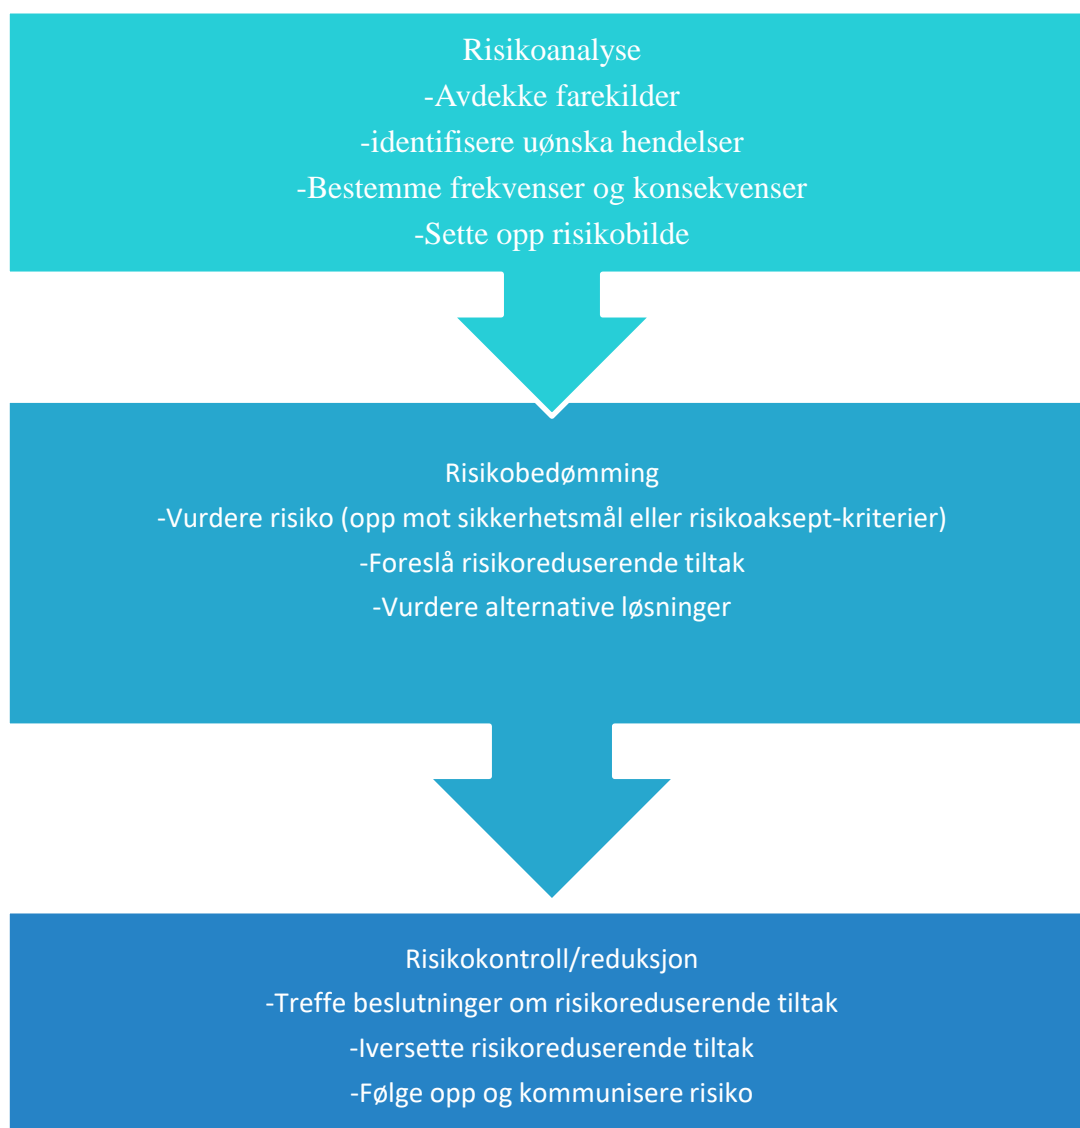 Risikoanalyse
-Avdekke farekilder
-identifisere uønska hendelser
-Bestemme frekvenser og konsekvenser
-Sette opp risikobilde
Risikobedømming
-Vurdere risiko (opp mot sikkerhetsmål eller risikoaksept-kriterier)
-Foreslå risikoreduserende tiltak
-Vurdere alternative løsninger
Risikokontroll/reduksjon
-Treffe beslutninger om risikoreduserende tiltak
-Iversette risikoreduserende tiltak
-Følge opp og kommunisere risiko